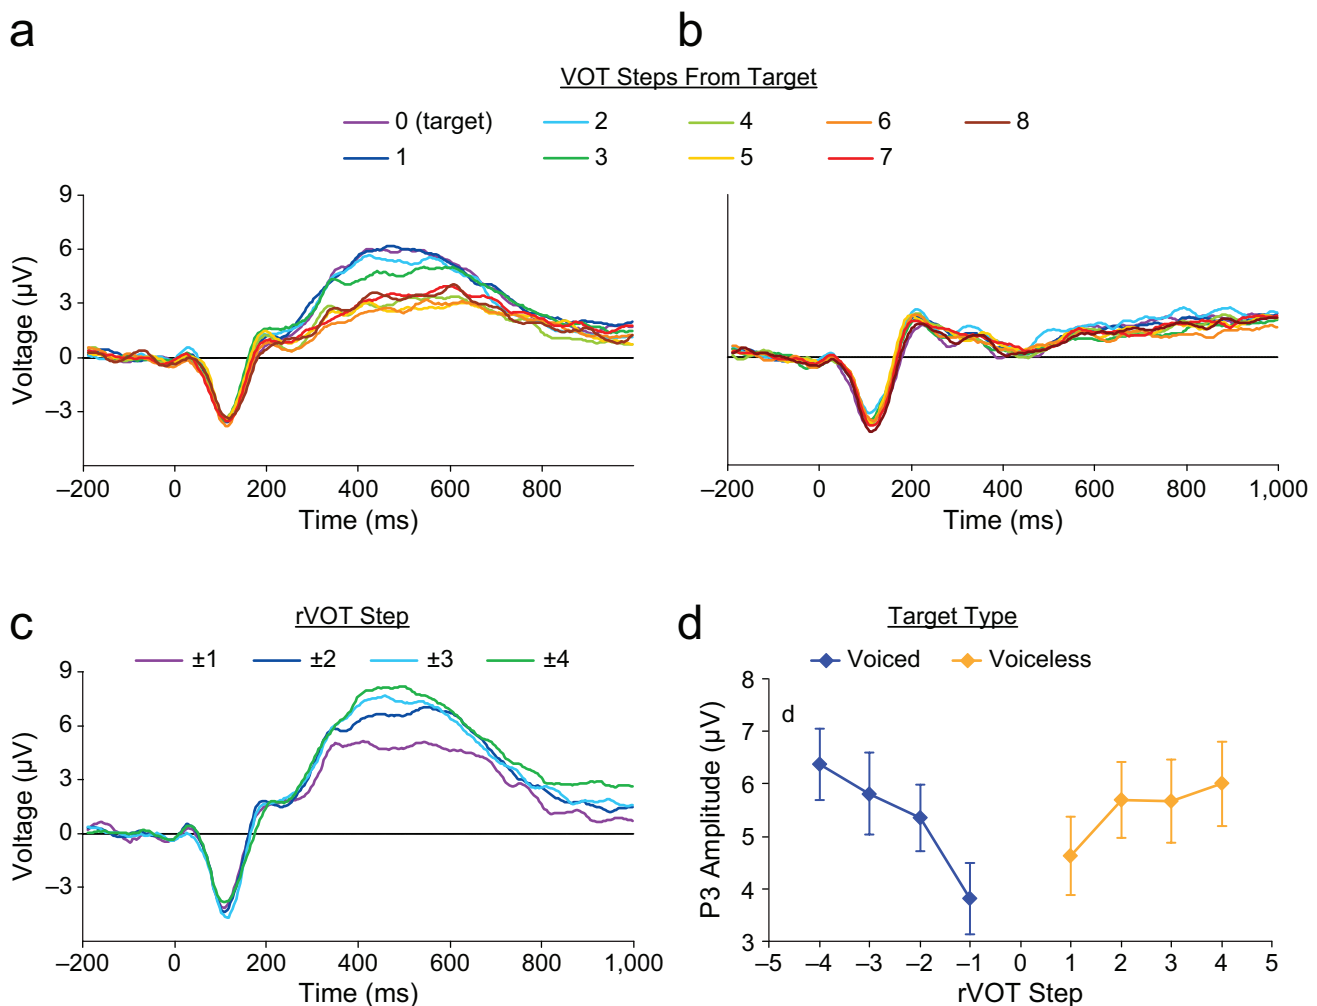 a
b
VOT Steps From Target
0 (target) 2 4 6 8
1 3 5 7
9
6
3
0
–3
Voltage (µV)
–200 0 200 400 600 800
Time (ms)
–200 0 200 400 600 800 1,000
Time (ms)
c
rVOT Step
±1 ±2 ±3 ±4
9
6
3
0
–3
Voltage (µV)
–200 0 200 400 600 800 1,000
Time (ms)
d
Target Type
Voiced Voiceless
d
8
7
6
5
4
3
P3 Amplitude (µV)
–5 –4 –3 –2 –1 0 1 2 3 4 5
rVOT Step